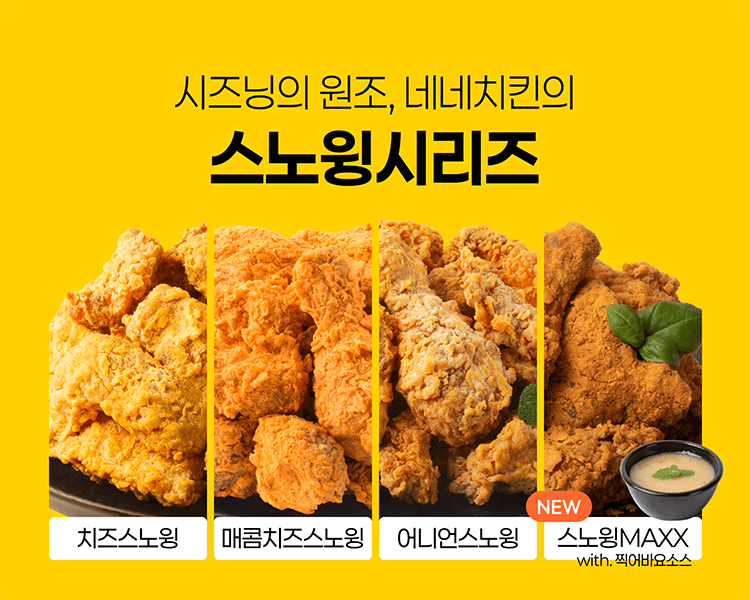 시즈닝의 원조, 네네치킨의
스노윙시리즈
치즈스노윙
매콤치즈스노윙
어니언스노윙
NEW
스노윙MAXX
with. 찍어바요소스